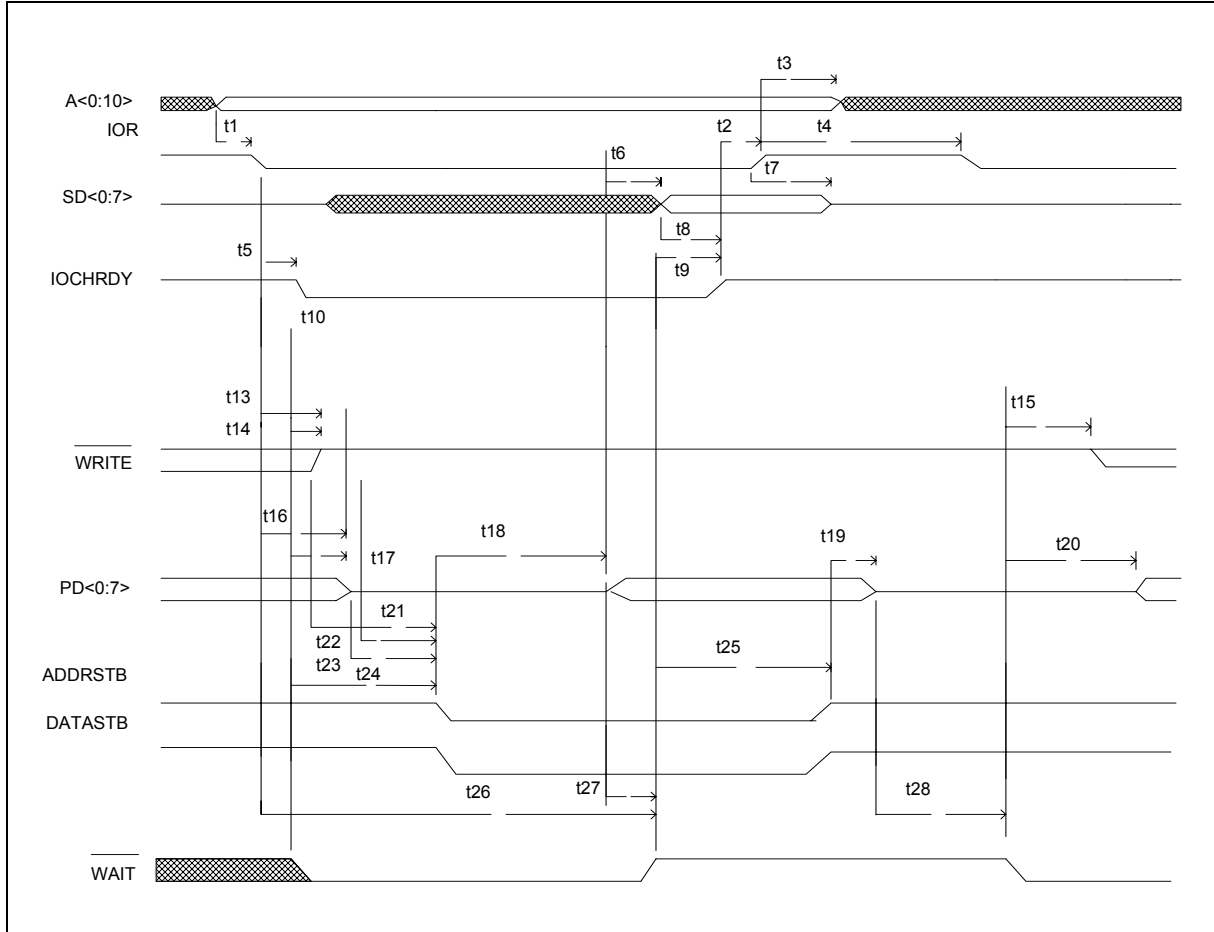 t3
A<0:10>
t1
t2
t4
IOR
t6
t7
SD<0:7>
t8
t5
t9
IOCHRDY
t10
t13
t15
t14
WRITE
t16
t18
t19
t20
t17
PD<0:7>
t21
t22
t25
t23
ADDRSTB
t24
DATASTB
t26
t27
t28
WAIT